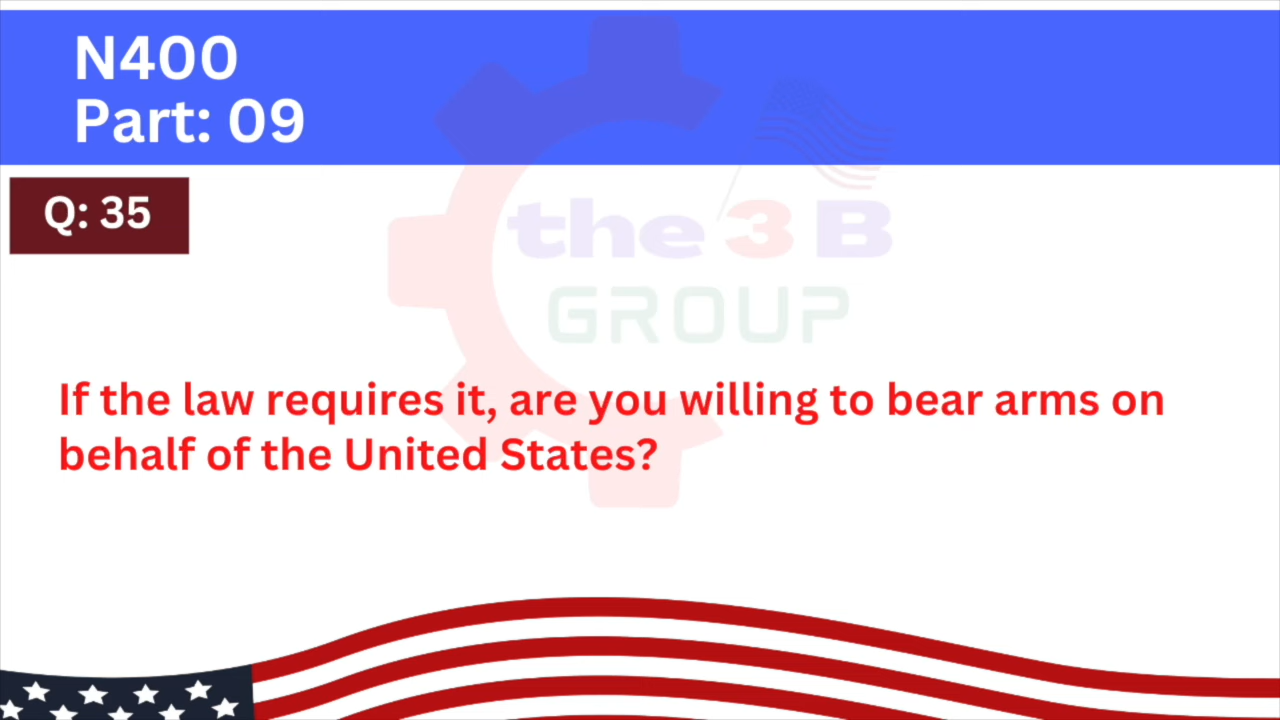 N400
Part: 09
Q: 35
the 3 B
GROUP
If the law requires it, are you willing to bear arms on
behalf of the United States?